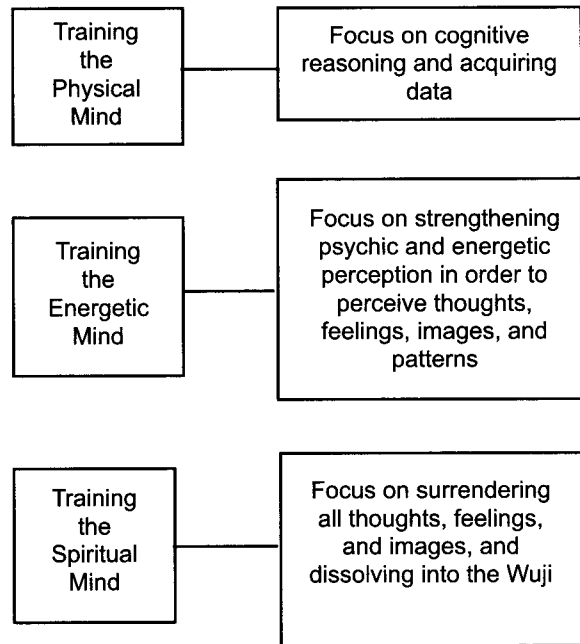 Training
the
Physical
Mind
Focus on cognitive
reasoning and acquiring
data
Training
the
Energetic
Mind
Focus on strengthening
psychic and energetic
perception in order to
perceive thoughts,
feelings, images, and
patterns
Training
the
Spiritual
Mind
Focus on surrendering
all thoughts, feelings,
and images, and
dissolving into the Wuji